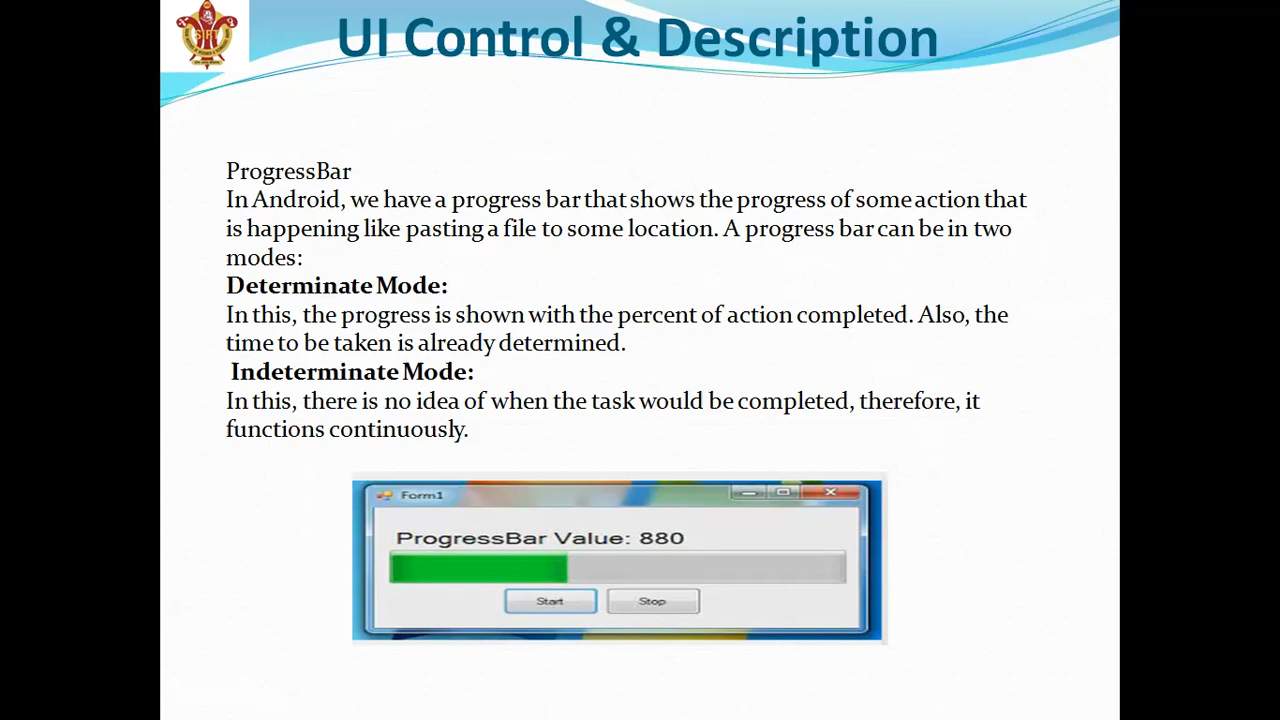 UI Control & Description
SIRT
ProgressBar
In Android, we have a progress bar that shows the progress of some action that
is happening like pasting a file to some location. A progress bar can be in two
modes:
Determinate Mode:
In this, the progress is shown with the percent of action completed. Also, the
time to be taken is already determined.
Indeterminate Mode:
In this, there is no idea of when the task would be completed, therefore, it
functions continuously.
Form1
ProgressBar Value: 880
Start Stop